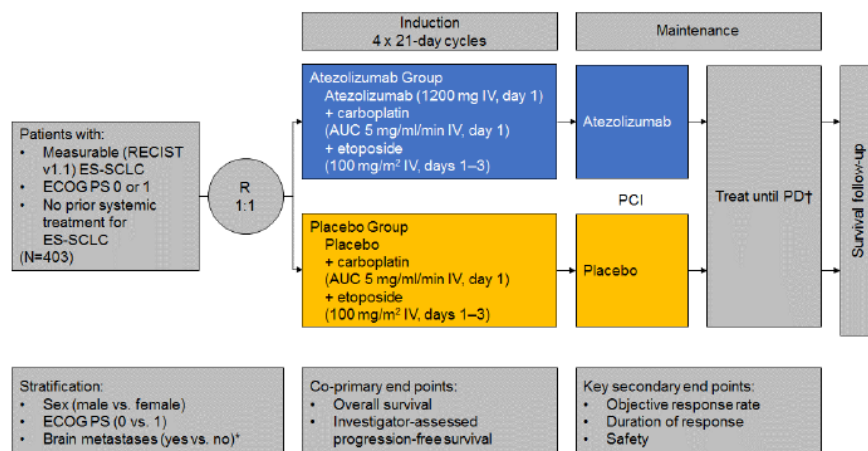 Induction
4 x 21-day cycles
Maintenance
Patients with:
• Measurable (RECIST
v1.1) ES-SCLC
• ECOG PS 0 or 1
• No prior systemic
treatment for
ES-SCLC
(N=403)
R
1:1
Atezolizumab Group
Atezolizumab (1200 mg IV, day 1)
+ carboplatin
(AUC 5 mg/ml/min IV, day 1)
+ etoposide
(100 mg/m² IV, days 1–3)
Atezolizumab
Placebo Group
Placebo
+ carboplatin
(AUC 5 mg/ml/min IV, day 1)
+ etoposide
(100 mg/m² IV, days 1–3)
PCI
Placebo
Treat until PD†
Survival follow-up
Stratification:
• Sex (male vs. female)
• ECOG PS (0 vs. 1)
• Brain metastases (yes vs. no)*
Co-primary end points:
• Overall survival
• Investigator-assessed
progression-free survival
Key secondary end points:
• Objective response rate
• Duration of response
• Safety